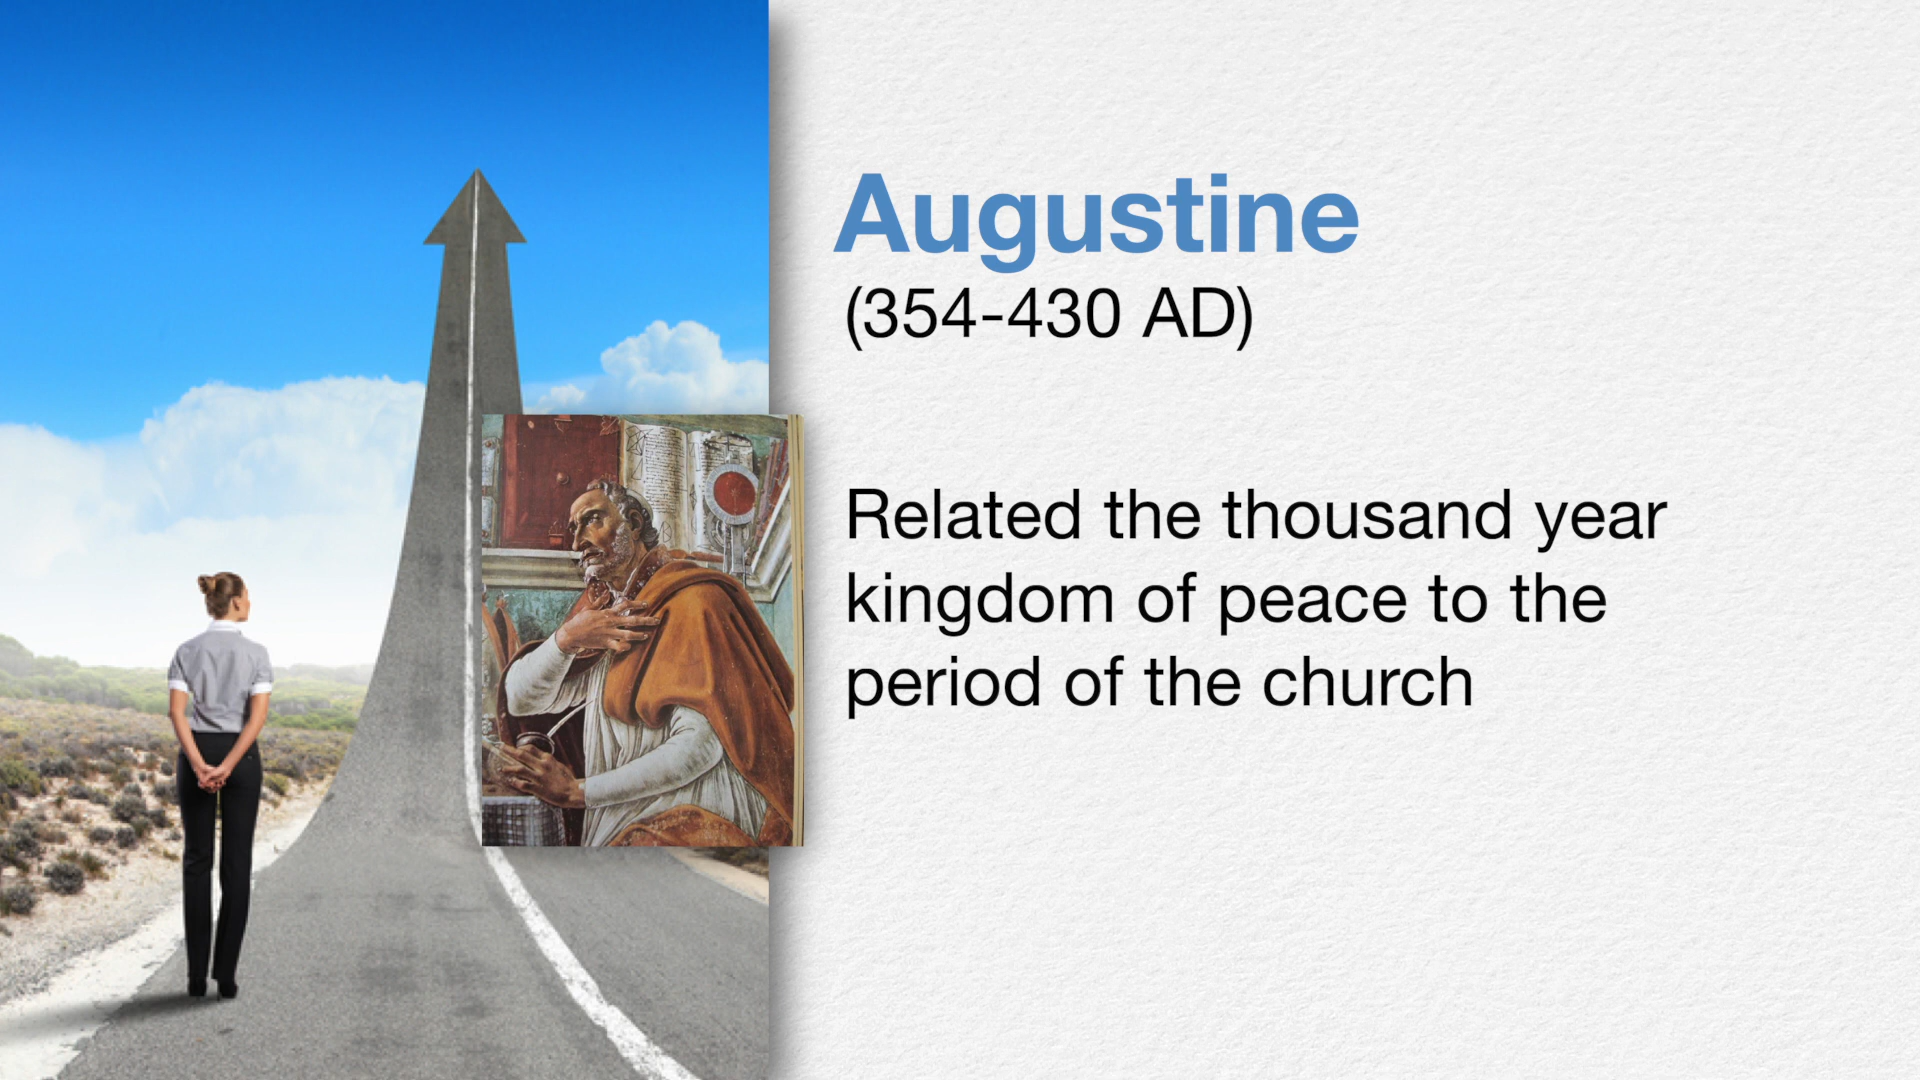 Augustine
(354-430 AD)
Related the thousand year
kingdom of peace to the
period of the church